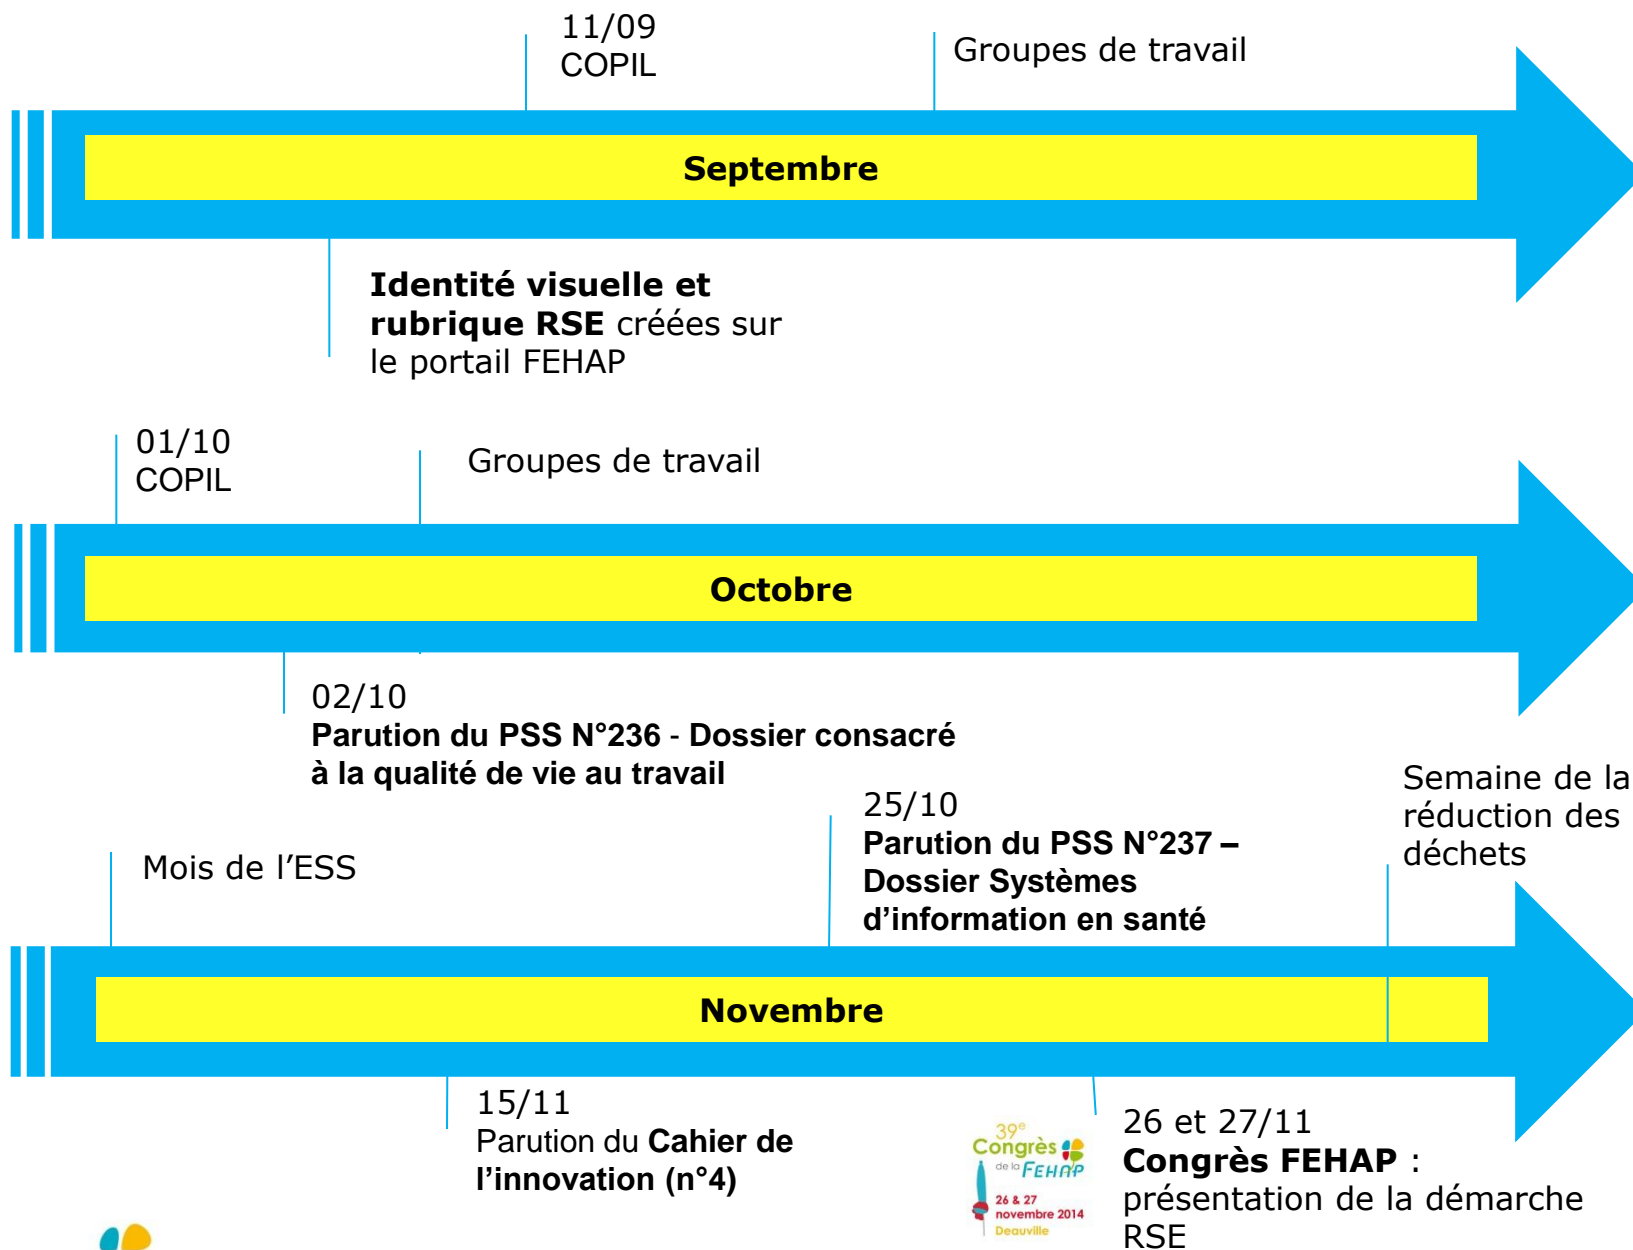 11/09
COPIL
Groupes de travail
Septembre
Identité visuelle et
rubrique RSE créées sur
le portail FEHAP
01/10
COPIL
Groupes de travail
Octobre
02/10
Parution du PSS N°236 - Dossier consacré
à la qualité de vie au travail
Mois de l’ESS
25/10
Parution du PSS N°237 –
Dossier Systèmes
d’information en santé
Semaine de la
réduction des
déchets
Novembre
15/11
Parution du Cahier de
l’innovation (n°4)
39e
Congrès
de la FEHAP
26 & 27
novembre 2014
Deauville
26 et 27/11
Congrès FEHAP :
présentation de la démarche
RSE